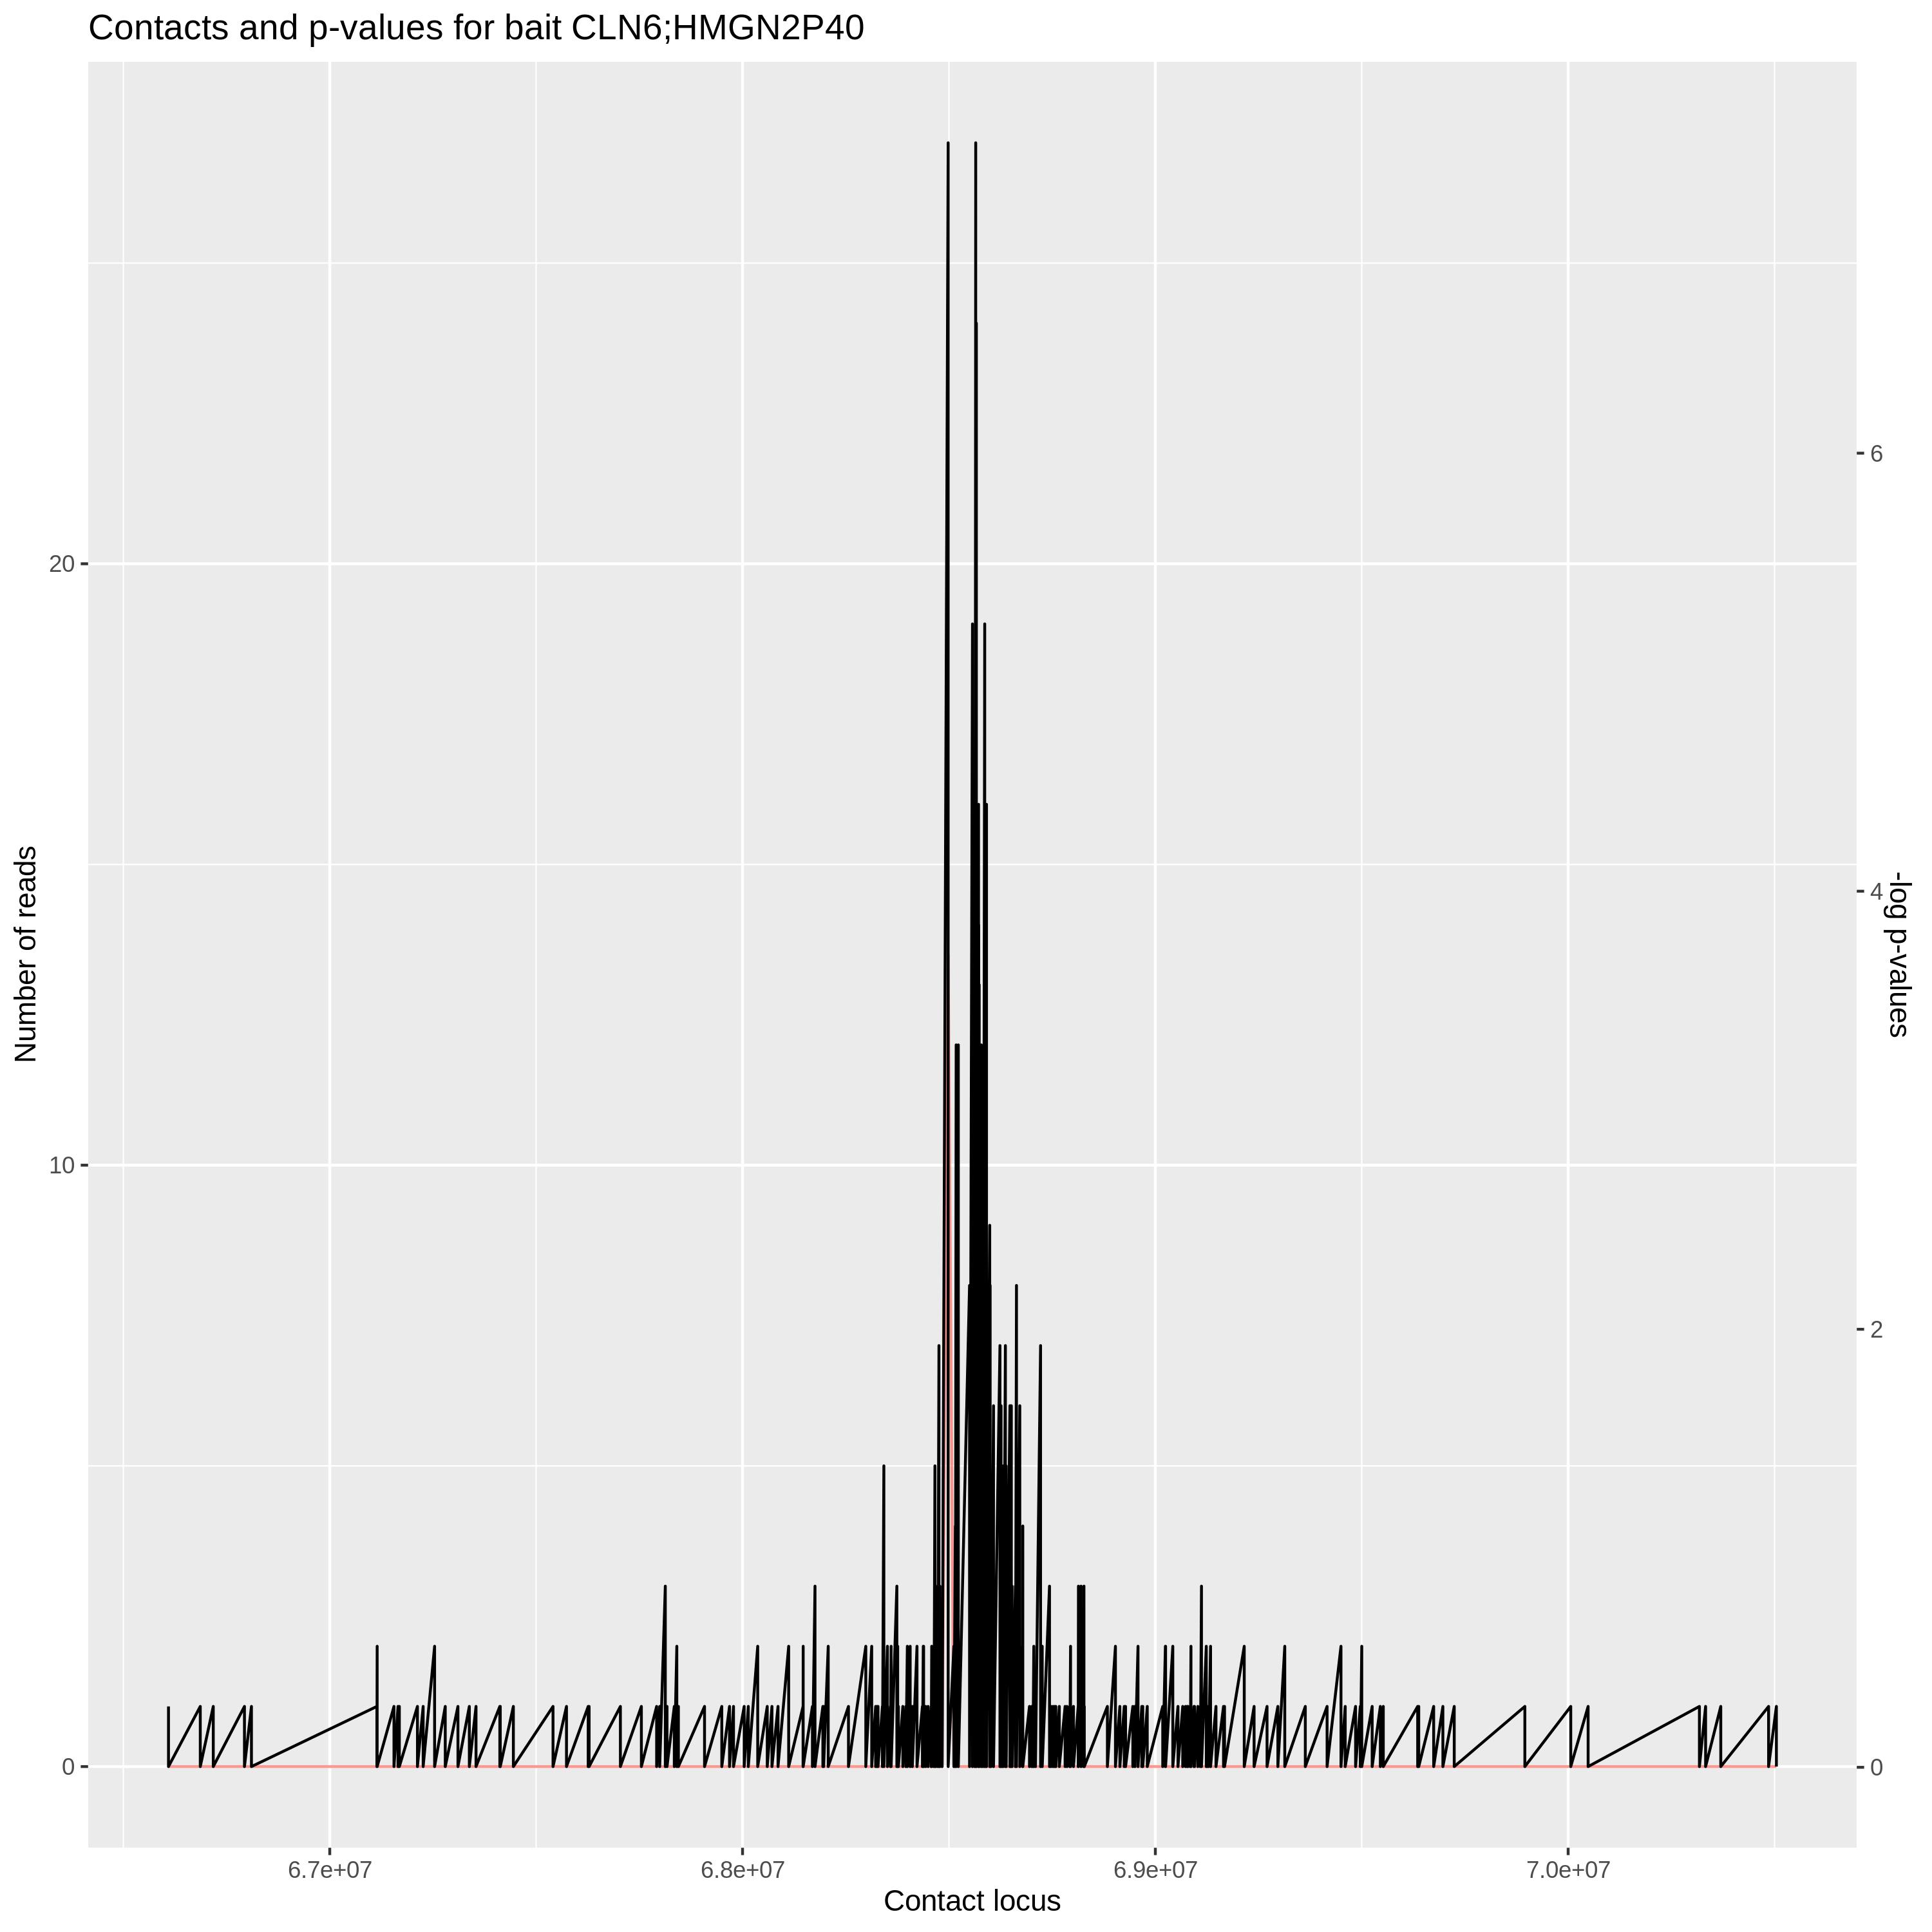 Contacts and p-values for bait CLN6;HMGN2P40
Number of reads
20
10
0
6
4
2
0
-log p-values
6.7e+07
6.8e+07
6.9e+07
7.0e+07
Contact locus